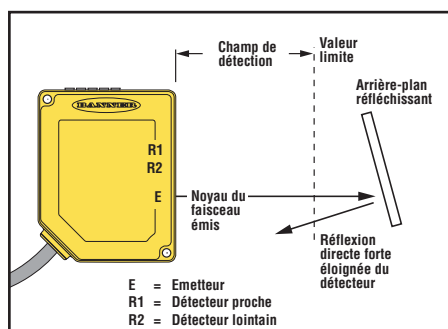 Champ de
détection
Valeur
limite
Arrière-plan
réfléchissant
BANNER
R1
R2
E
Noyau du
faisceau
émis
Réflexion
directe forte
éloignée du
détecteur
E = Emetteur
R1 = Détecteur proche
R2 = Détecteur lointain